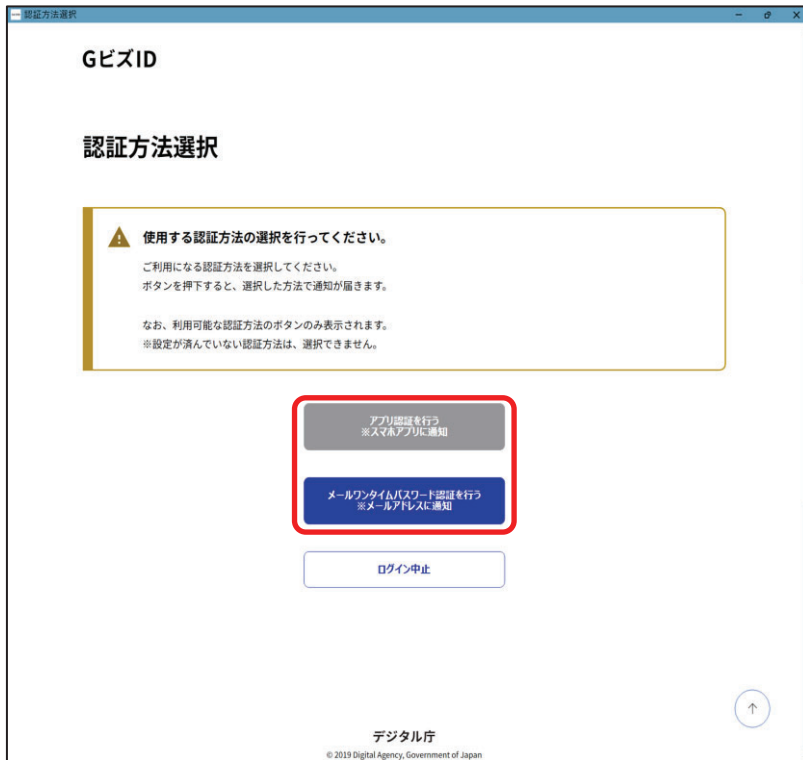 認証方法選択
GビズID
認証方法選択
使用する認証方法の選択を行ってください。
ご利用になる認証方法を選択してください。
ボタンを押下すると、選択した方法で通知が届きます。
なお、利用可能な認証方法のボタンのみ表示されます。
※設定が済んでいない認証方法は、選択できません。
アプリ認証を行う
※スマホアプリに通知
メールワンタイムパスワード認証を行う
※メールアドレスに通知
ログイン中止
デジタル庁
© 2019 Digital Agency, Government of Japan